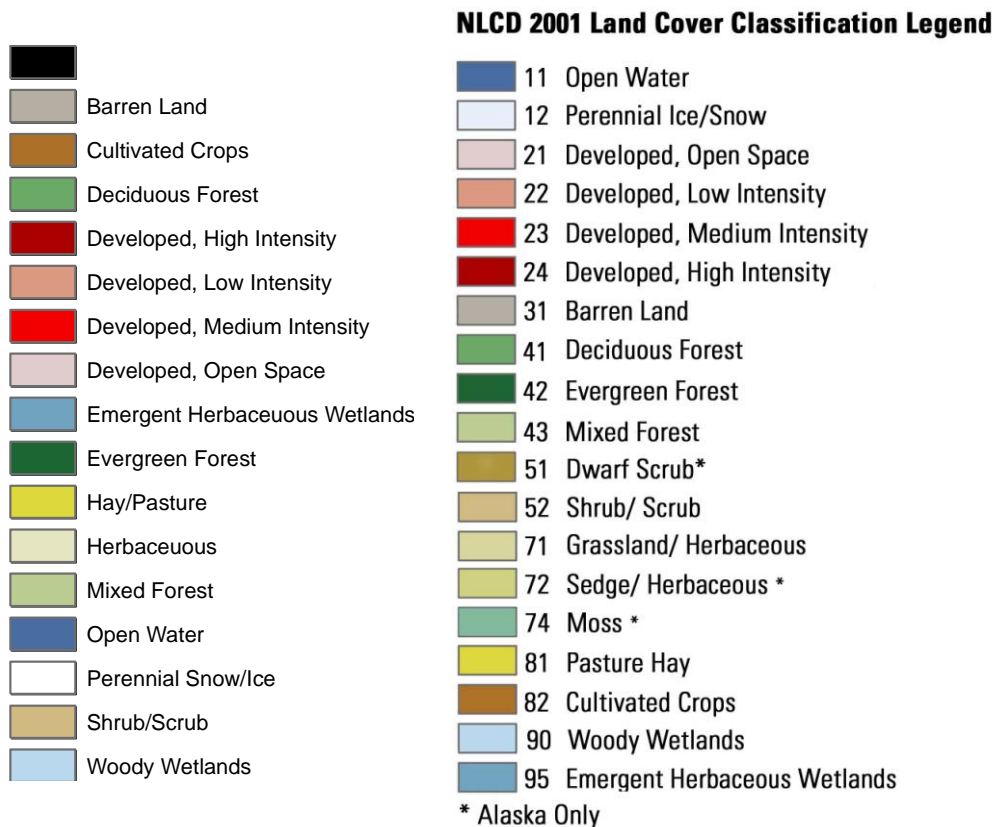 Barren Land
Cultivated Crops
Deciduous Forest
Developed, High Intensity
Developed, Low Intensity
Developed, Medium Intensity
Developed, Open Space
Emergent Herbaceuous Wetlands
Evergreen Forest
Hay/Pasture
Herbaceuous
Mixed Forest
Open Water
Perennial Snow/Ice
Shrub/Scrub
Woody Wetlands
NLCD 2001 Land Cover Classification Legend
11 Open Water
12 Perennial Ice/Snow
21 Developed, Open Space
22 Developed, Low Intensity
23 Developed, Medium Intensity
24 Developed, High Intensity
31 Barren Land
41 Deciduous Forest
42 Evergreen Forest
43 Mixed Forest
51 Dwarf Scrub*
52 Shrub/ Scrub
71 Grassland/ Herbaceous
72 Sedge/ Herbaceous *
74 Moss *
81 Pasture Hay
82 Cultivated Crops
90 Woody Wetlands
95 Emergent Herbaceous Wetlands
* Alaska Only